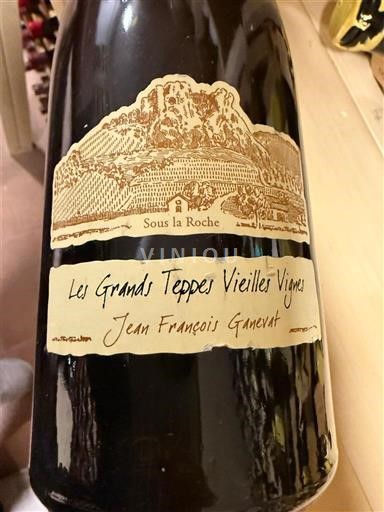 Sous la Roche
VINIOU
Les Grands Teppes Vieilles Vignes
Jean François Ganevat